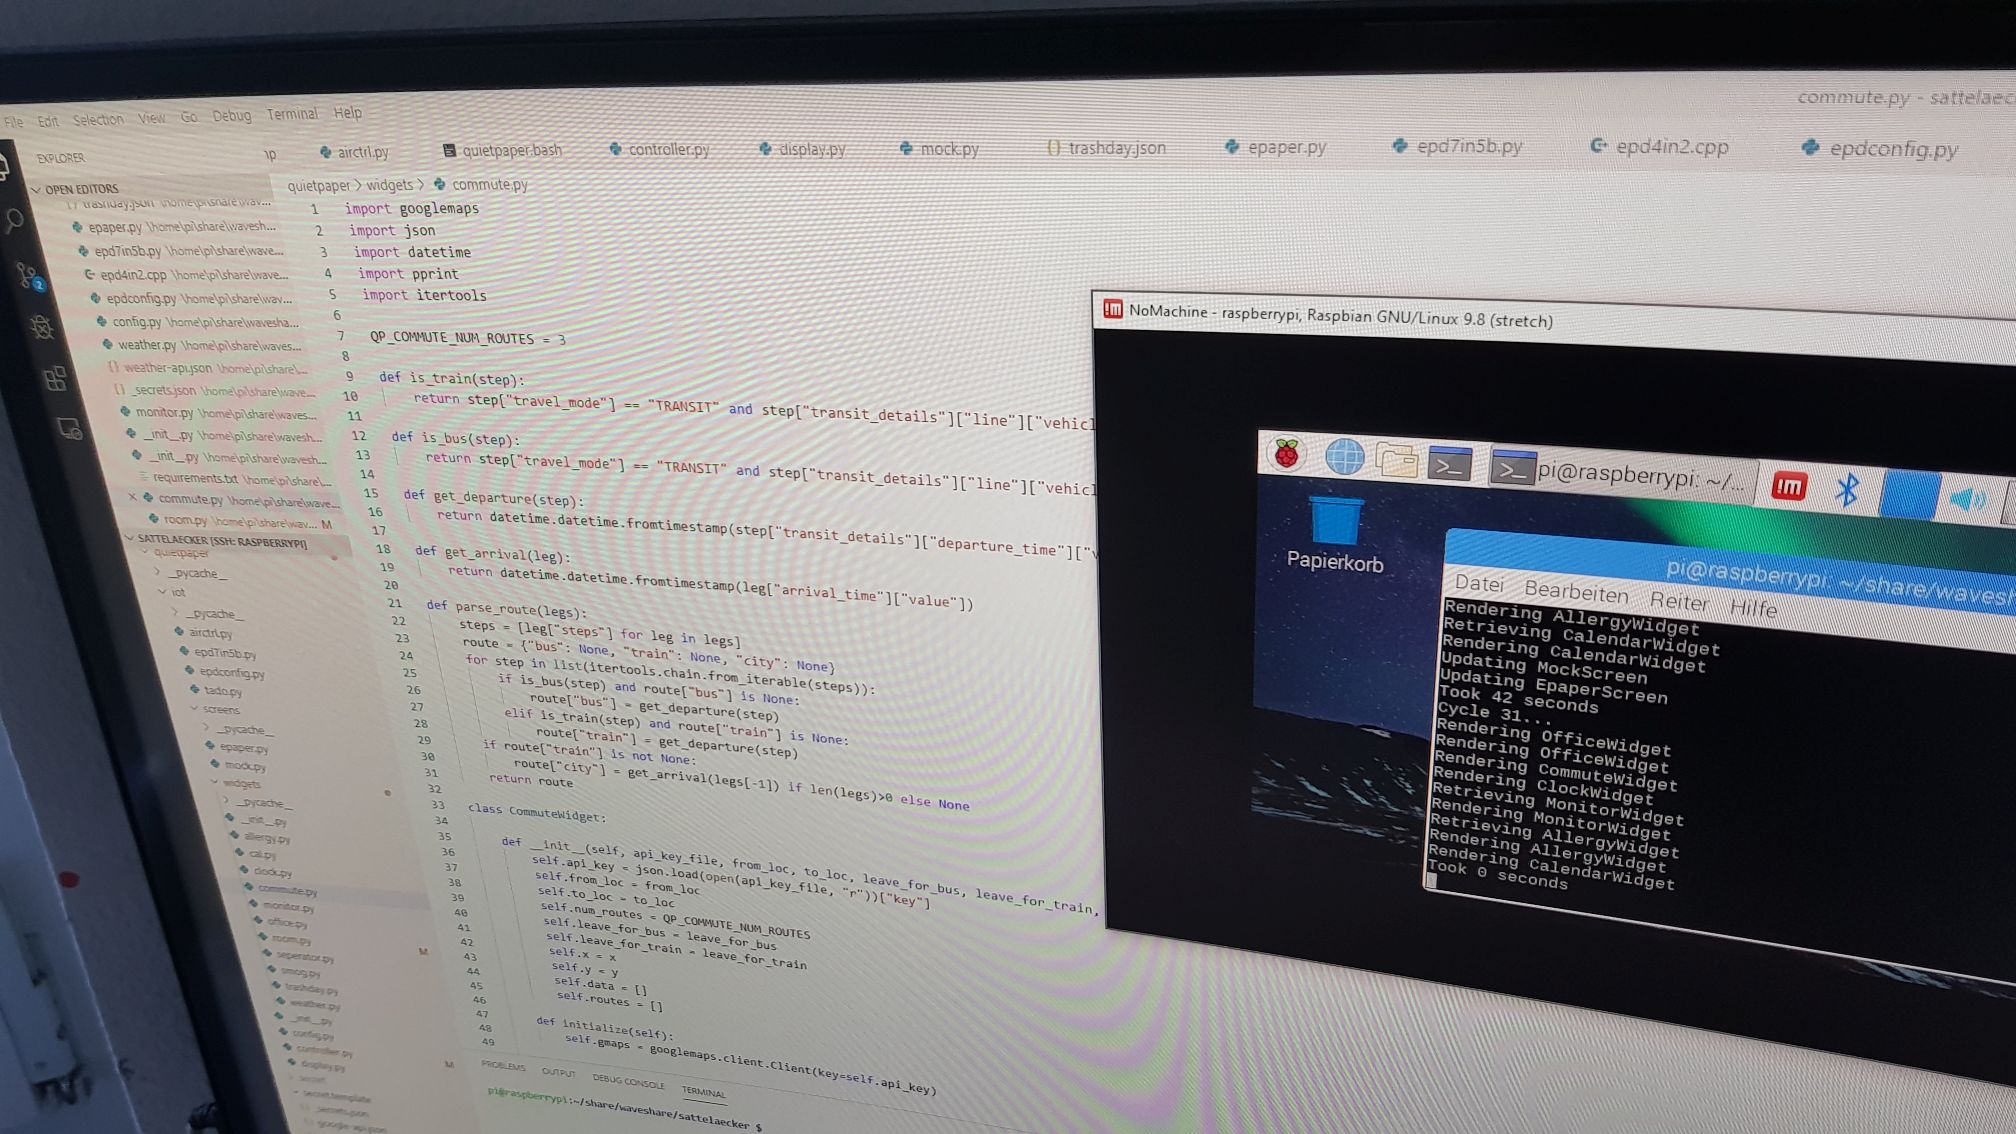 commute.py - sattelaec
File Edit Selection View Go Debug Terminal Help
EXPLORER
airctrl.py quietpaper.bash controller.py display.py mock.py trashday.json epaper.py epd7in5b.py epd4in2.cpp epdconfig.py
OPEN EDITORS
trashday.json \home\pi\share\wav...
epaper.py \home\pi\share\wavesh...
epd7in5b.py \home\pi\share\wave...
epd4in2.cpp \home\pi\share\wave...
epdconfig.py \home\pi\share\wav...
config.py \home\pi\share\wavesha...
weather.py \home\pi\share\waves...
weather-api.json \home\pi\share\...
_secrets.json \home\pi\share\wave...
monitor.py \home\pi\share\waves...
__init__.py \home\pi\share\wavesh...
__init__.py \home\pi\share\wavesh...
requirements.txt \home\pi\share\...
commute.py \home\pi\share\wave...
room.py \home\pi\share\wav... M
SATTELAECKER [SSH: RASPBERRYPI]
quietpaper
_pycache_
iot
_pycache_
airctrl.py
epd7in5b.py
epdconfig.py
tado.py
screens
_pycache_
epaper.py
mock.py
widgets
_pycache_
__init__.py
allergy.py
cal.py
clock.py
commute.py
monitor.py
office.py
room.py M
seperator.py
smog.py
trashday.py
weather.py
__init__.py
config.py
controller.py
display.py M
secret
secret.template
_secrets.json
google-api.json
quietpaper > widgets > commute.py
1 import googlemaps
2 import json
3 import datetime
4 import pprint
5 import itertools
6
7 QP_COMMUTE_NUM_ROUTES = 3
8
9 def is_train(step):
10 return step["travel_mode"] == "TRANSIT" and step["transit_details"]["line"]["vehicl
11
12 def is_bus(step):
13 return step["travel_mode"] == "TRANSIT" and step["transit_details"]["line"]["vehicl
14
15 def get_departure(step):
16 return datetime.datetime.fromtimestamp(step["transit_details"]["departure_time"]["v
17
18 def get_arrival(leg):
19 return datetime.datetime.fromtimestamp(leg["arrival_time"]["value"])
20
21 def parse_route(legs):
22 steps = [leg["steps"] for leg in legs]
23 route = {"bus": None, "train": None, "city": None}
24 for step in list(itertools.chain.from_iterable(steps)):
25 if is_bus(step) and route["bus"] is None:
26 route["bus"] = get_departure(step)
27 elif is_train(step) and route["train"] is None:
28 route["train"] = get_departure(step)
29 if route["train"] is not None:
30 route["city"] = get_arrival(legs[-1]) if len(legs)>0 else None
31 return route
32
33 class CommuteWidget:
34
35 def __init__(self, api_key_file, from_loc, to_loc, leave_for_bus, leave_for_train,
36 self.api_key = json.load(open(api_key_file, "r"))["key"]
37 self.from_loc = from_loc
38 self.to_loc = to_loc
39 self.num_routes = QP_COMMUTE_NUM_ROUTES
40 self.leave_for_bus = leave_for_bus
41 self.leave_for_train = leave_for_train
42 self.x = x
43 self.y = y
44 self.data = []
45 self.routes = []
46
47 def initialize(self):
48 self.gmaps = googlemaps.client.Client(key=self.api_key)
49
PROBLEMS OUTPUT DEBUG CONSOLE TERMINAL
pi@raspberrypi:~/share/waveshare/sattelaecker $
NoMachine - raspberrypi, Raspbian GNU/Linux 9.8 (stretch)
pi@raspberrypi: ~/...
Papierkorb
pi@raspberrypi: ~/share/wavesh
Datei Bearbeiten Reiter Hilfe
Rendering AllergyWidget
Retrieving CalendarWidget
Rendering CalendarWidget
Updating MockScreen
Updating EpaperScreen
Took 42 seconds
Cycle 31...
Rendering OfficeWidget
Rendering OfficeWidget
Rendering CommuteWidget
Rendering ClockWidget
Retrieving MonitorWidget
Rendering MonitorWidget
Retrieving AllergyWidget
Rendering AllergyWidget
Rendering CalendarWidget
Took 0 seconds